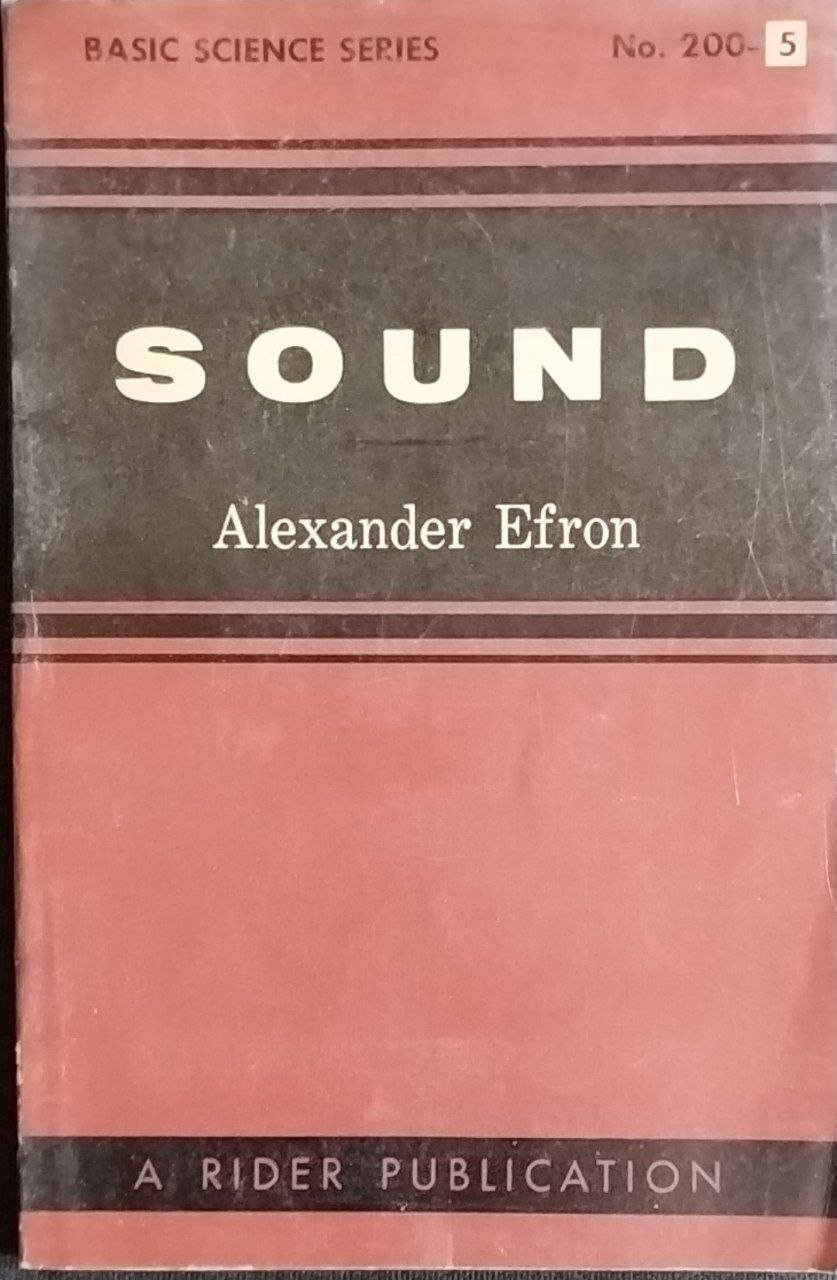 BASIC SCIENCE SERIES No. 200-5
SOUND
Alexander Efron
A RIDER PUBLICATION